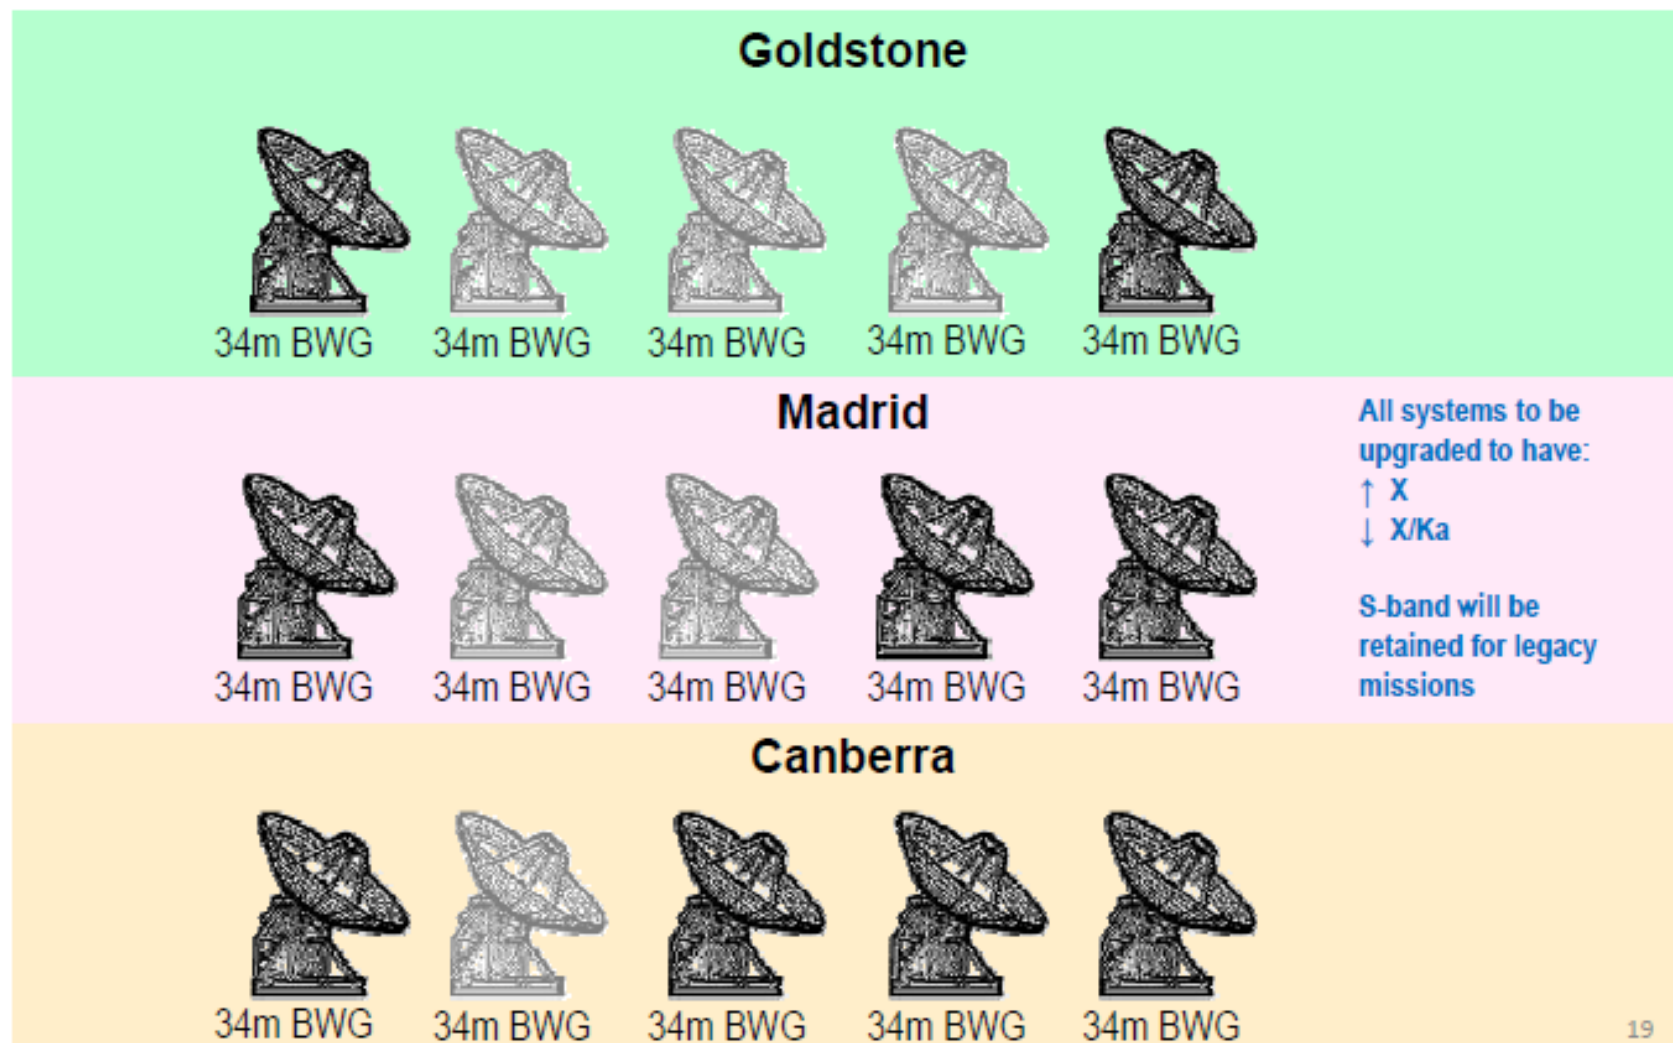 Goldstone
34m BWG 34m BWG 34m BWG 34m BWG 34m BWG
Madrid
34m BWG 34m BWG 34m BWG 34m BWG 34m BWG
All systems to be
upgraded to have:
↑ X
↓ X/Ka
S-band will be
retained for legacy
missions
Canberra
34m BWG 34m BWG 34m BWG 34m BWG 34m BWG
19